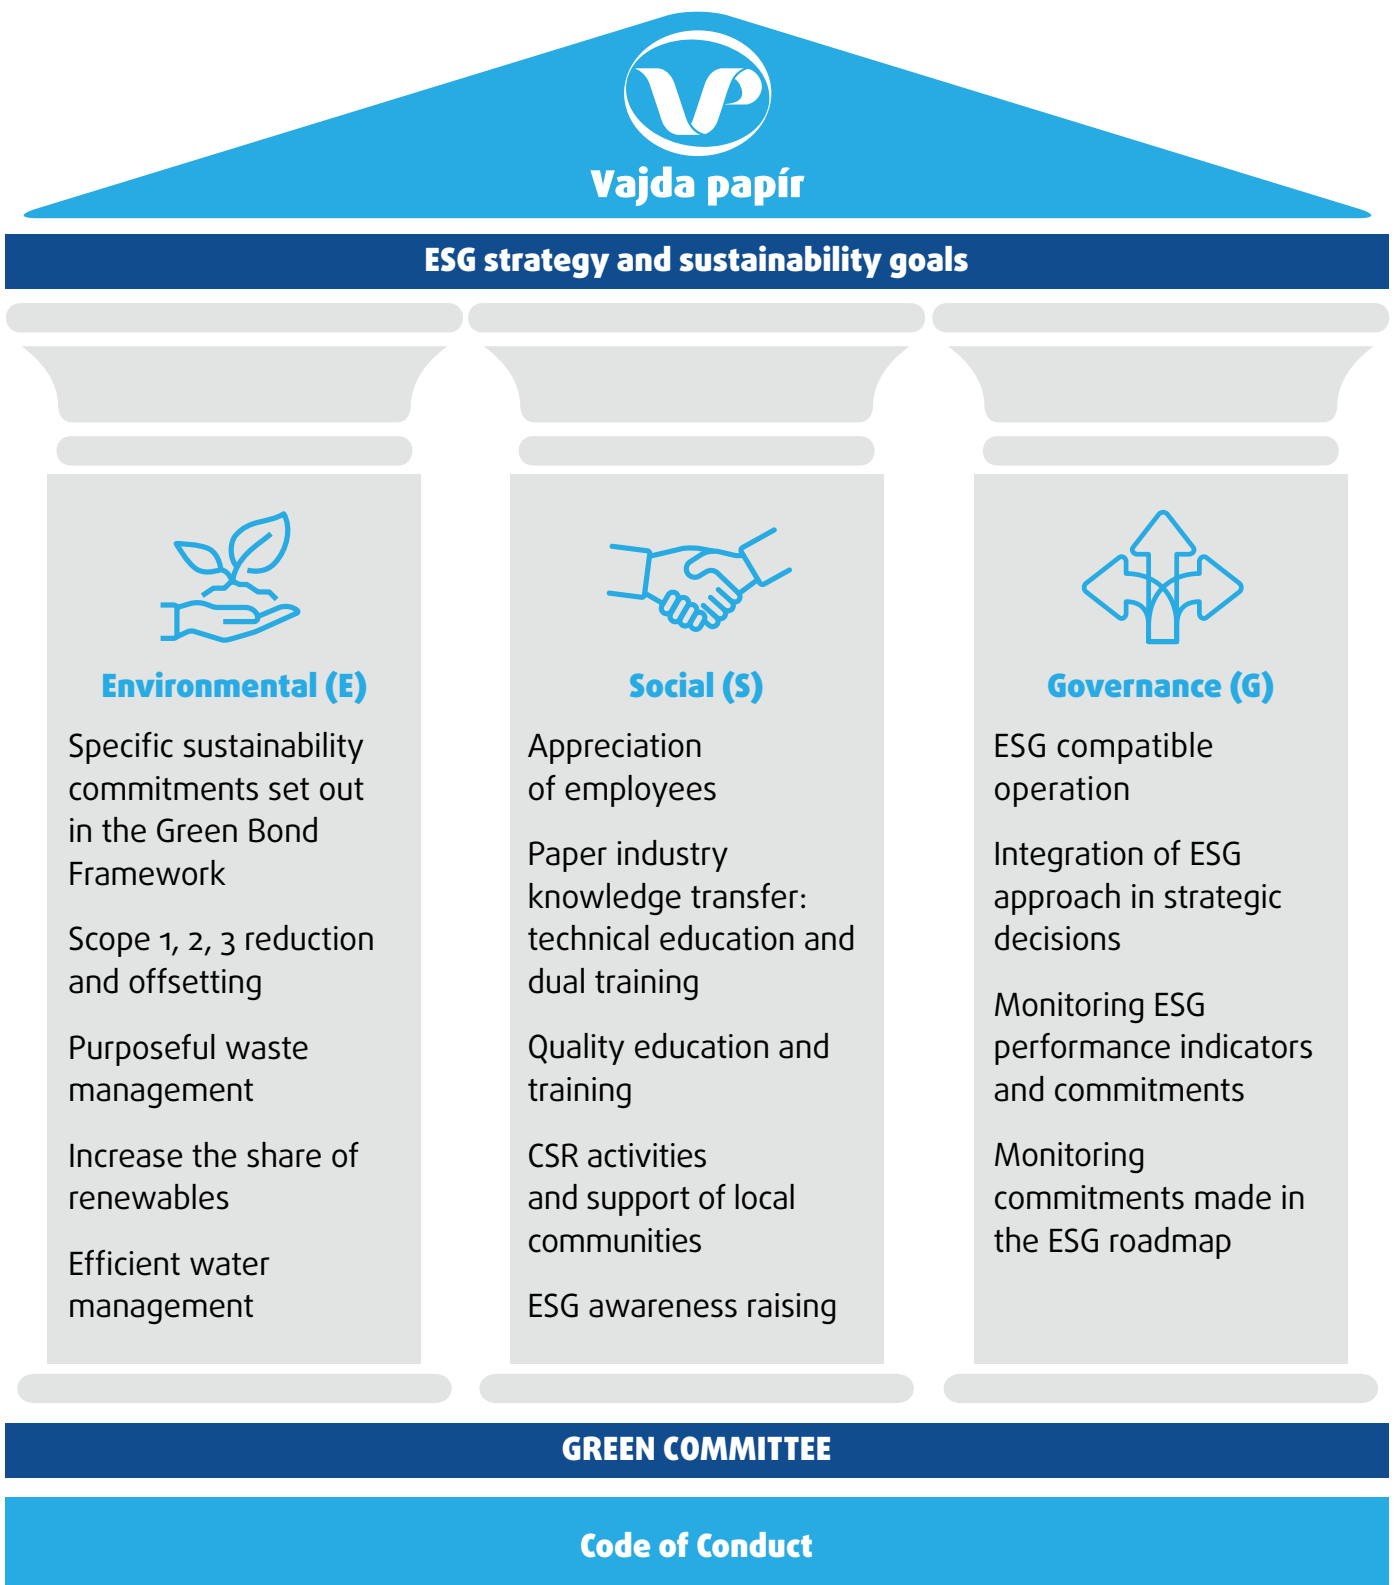 VP
Vajda papír
ESG strategy and sustainability goals
Environmental (E)
Specific sustainability
commitments set out
in the Green Bond
Framework
Scope 1, 2, 3 reduction
and offsetting
Purposeful waste
management
Increase the share of
renewables
Efficient water
management
Social (S)
Appreciation
of employees
Paper industry
knowledge transfer:
technical education and
dual training
Quality education and
training
CSR activities
and support of local
communities
ESG awareness raising
Governance (G)
ESG compatible
operation
Integration of ESG
approach in strategic
decisions
Monitoring ESG
performance indicators
and commitments
Monitoring
commitments made in
the ESG roadmap
GREEN COMMITTEE
Code of Conduct